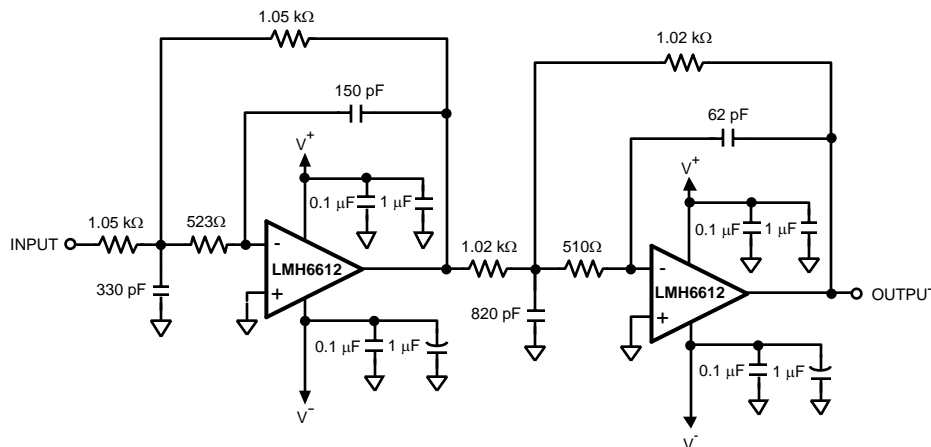 1.05 kΩ
1.02 kΩ
150 pF
62 pF
V+
V+
0.1 µF
1 µF
0.1 µF
1 µF
1.05 kΩ
523Ω
INPUT
-
LMH6612
+
1.02 kΩ
510Ω
-
LMH6612
+
OUTPUT
330 pF
820 pF
0.1 µF
1 µF
0.1 µF
1 µF
V-
V-